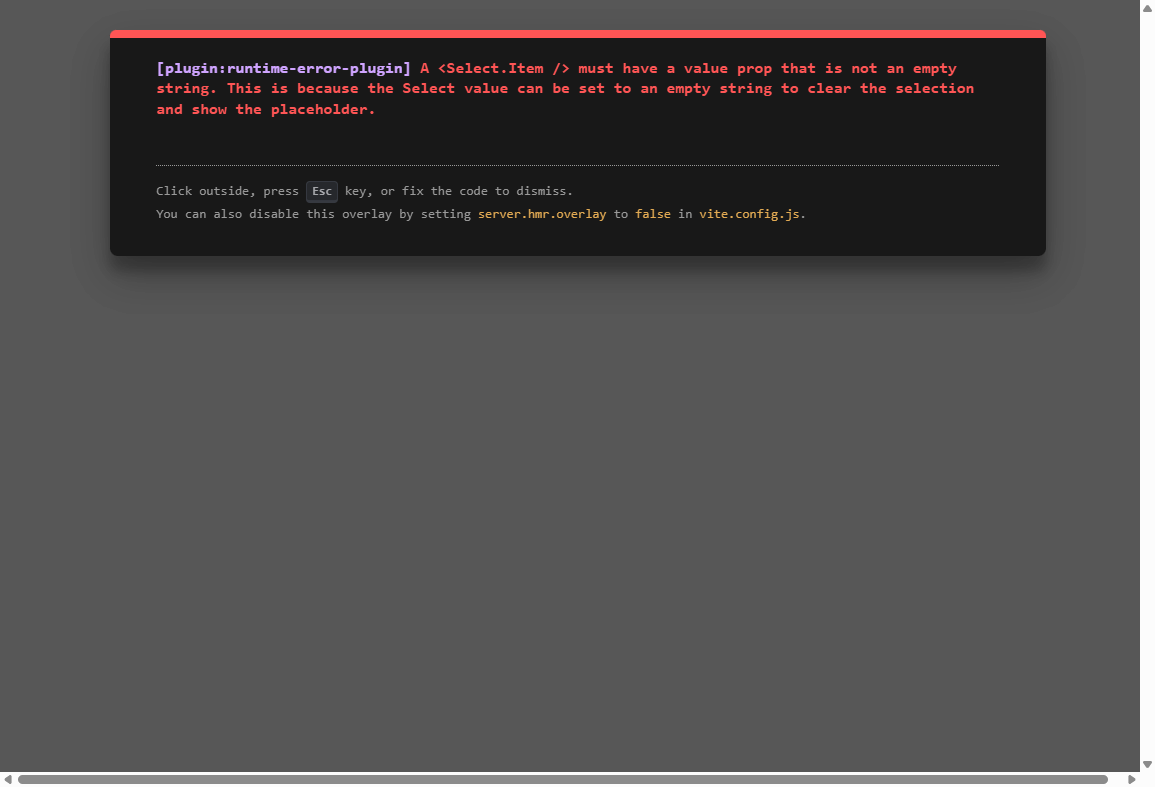 [plugin:runtime-error-plugin] A <Select.Item /> must have a value prop that is not an empty
string. This is because the Select value can be set to an empty string to clear the selection
and show the placeholder.
Click outside, press Esc key, or fix the code to dismiss.
You can also disable this overlay by setting server.hmr.overlay to false in vite.config.js.